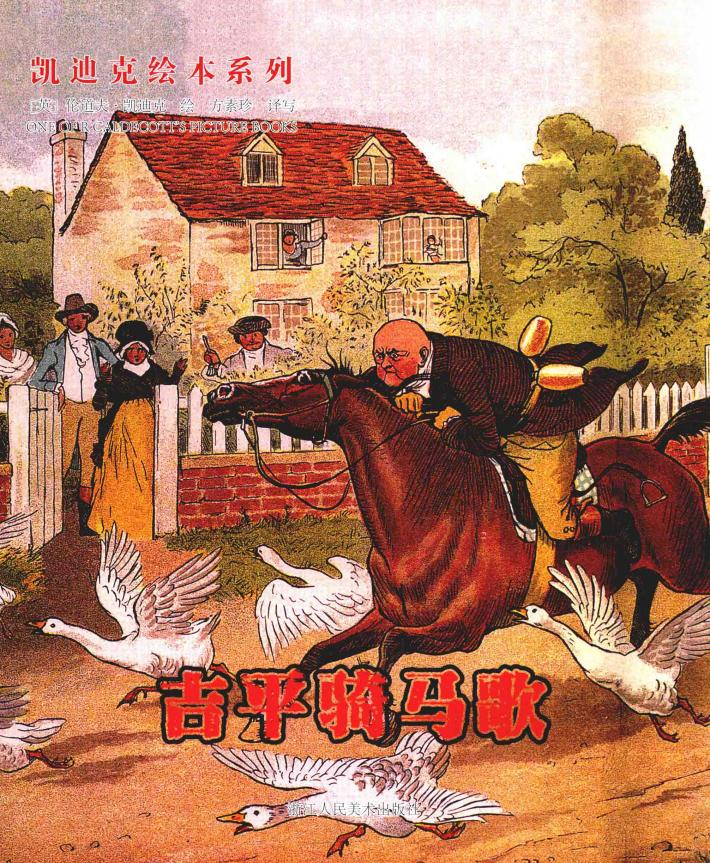 凯迪克绘本系列
[英] 伦道夫·凯迪克 绘 方素珍 译写
ONE OF R CALDECOTT'S PICTURE BOOKS
吉平骑马歌
浙江人民美术出版社